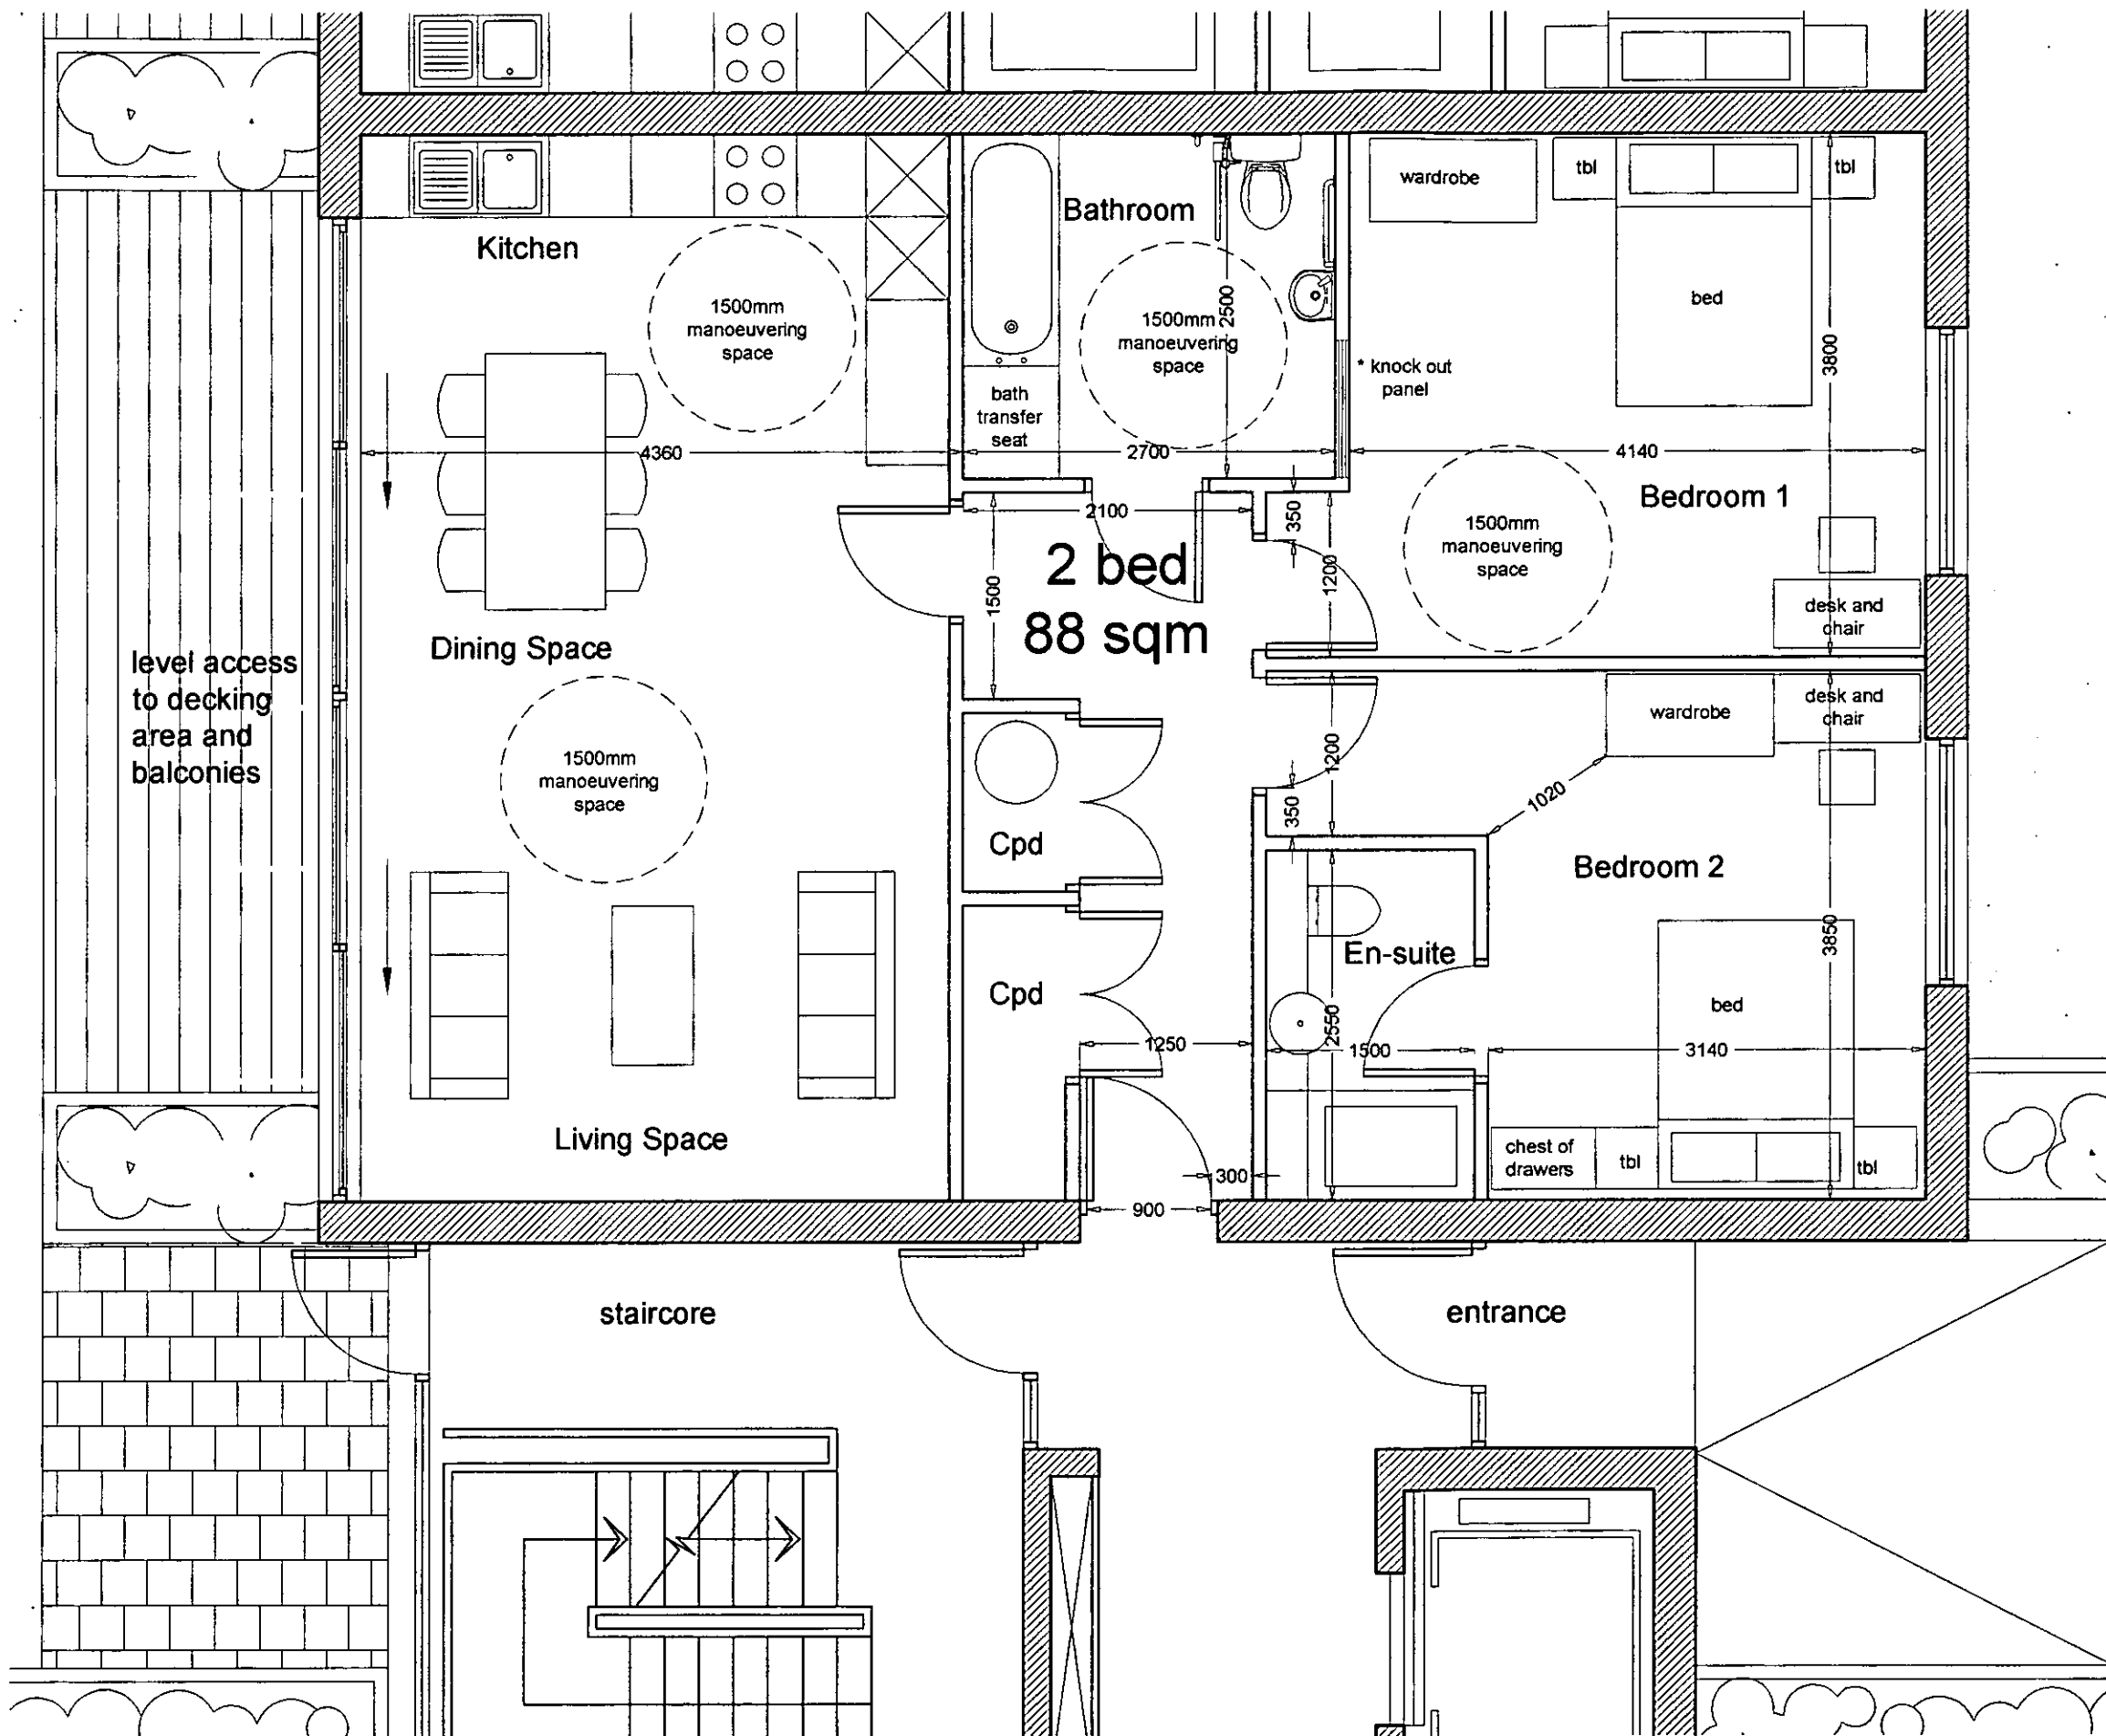 Kitchen
1500mm
manoeuvering
space
Bathroom
1500mm
manoeuvering
space
2500
bath
transfer
seat
wardrobe
tbl
tbl
bed
3800
* knock out
panel
4360
2700
4140
Bedroom 1
1500mm
manoeuvering
space
desk and
chair
2100
350
1200
1500
2 bed
88 sqm
level access
to decking
area and
balconies
Dining Space
1500mm
manoeuvering
space
wardrobe
desk and
chair
1200
350
1020
Cpd
Bedroom 2
3850
En-suite
Cpd
bed
2550
1250
1500
3140
Living Space
chest of
drawers
tbl
tbl
300
900
staircore
entrance